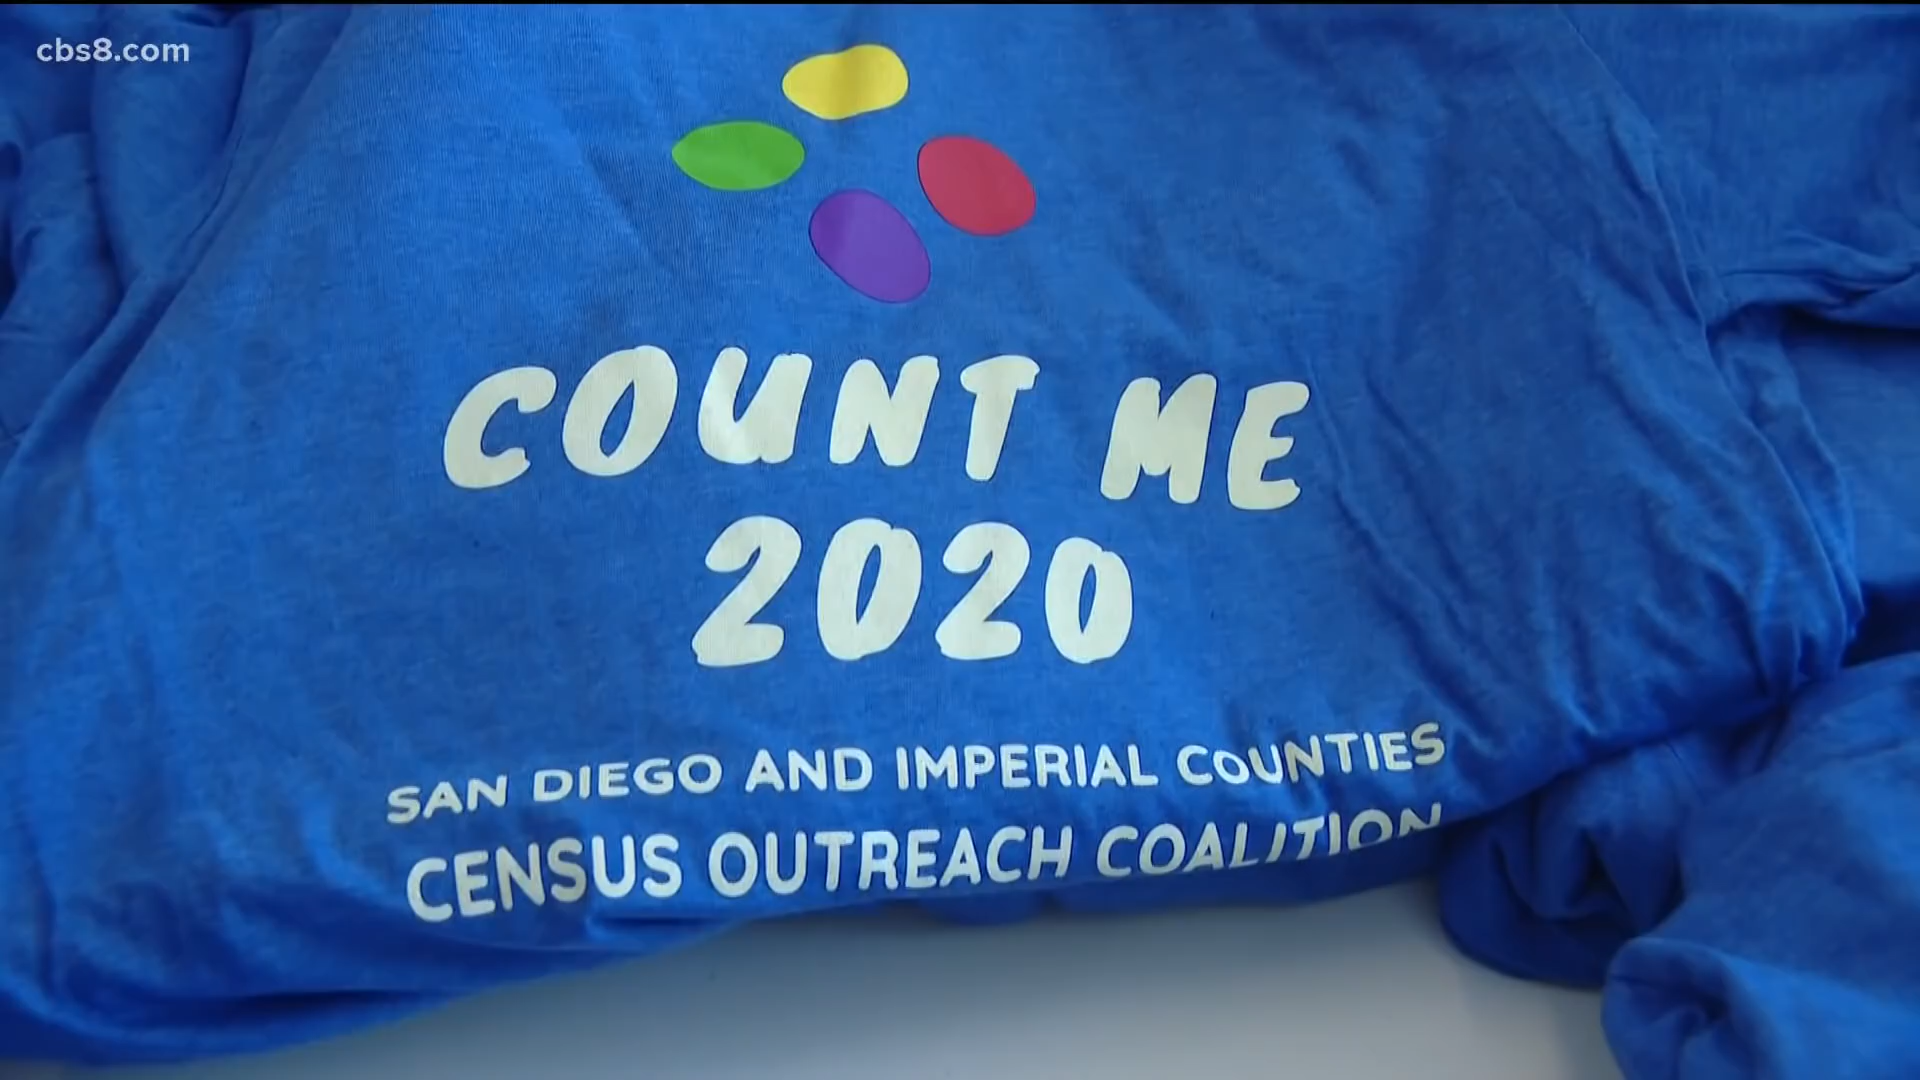 cbs8.com
COUNT ME
2020
SAN DIEGO AND IMPERIAL COUNTIES
CENSUS OUTREACH COALITION